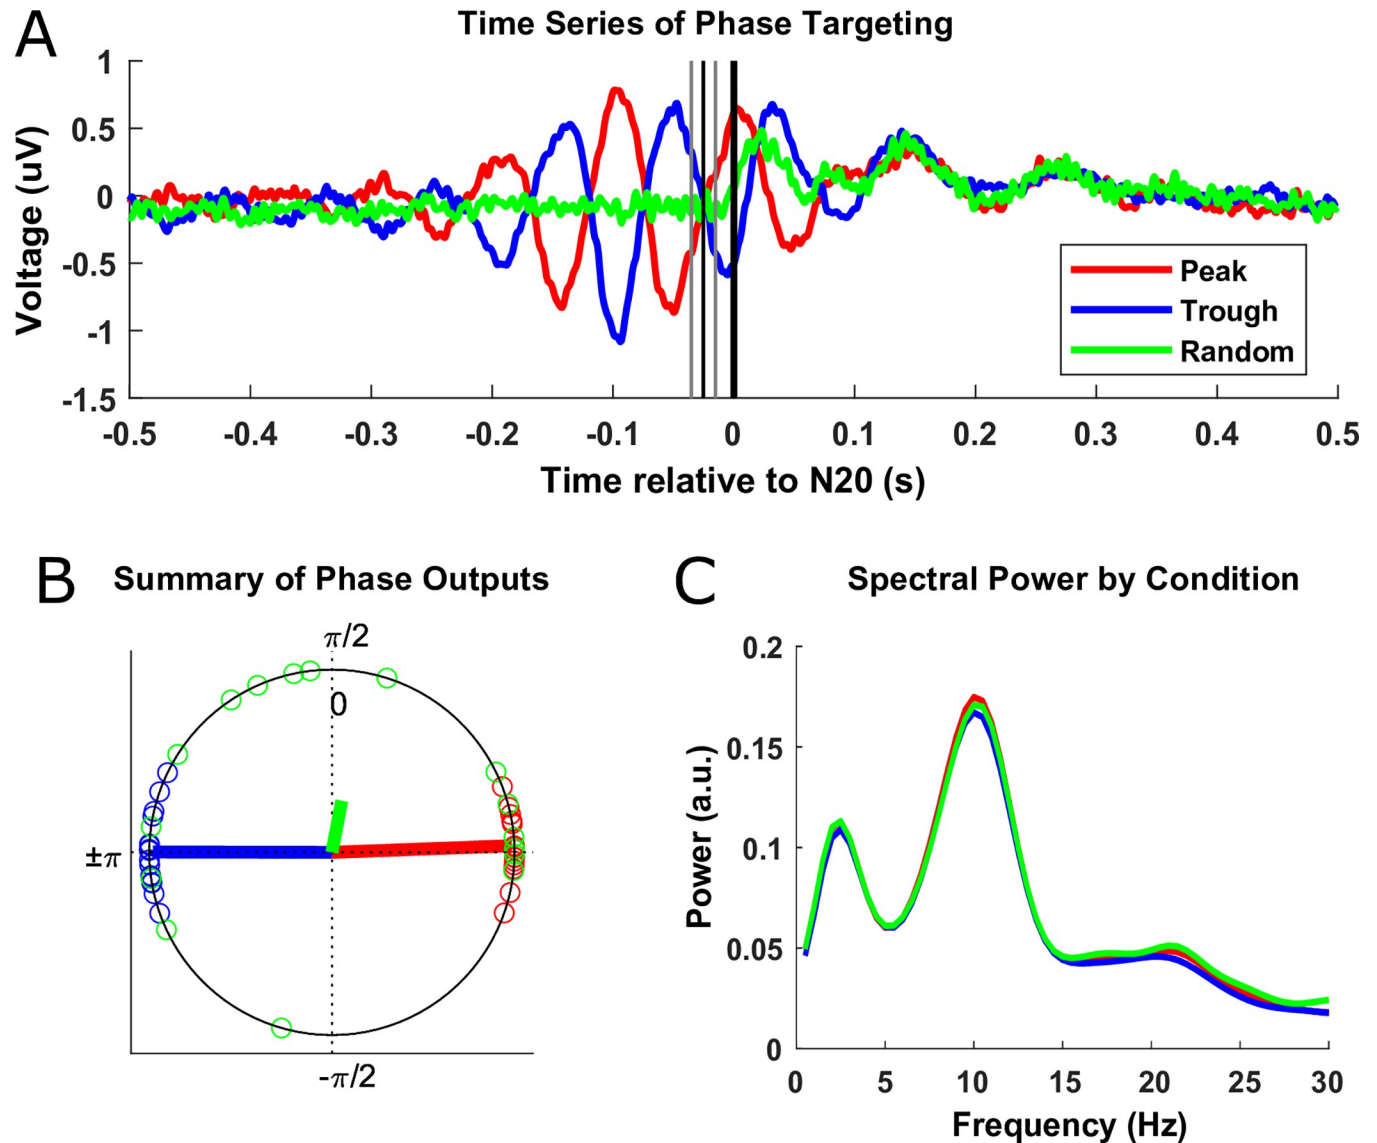 A
Time Series of Phase Targeting
1
0.5
0
-0.5
-1
-1.5
Voltage (uV)
Peak
Trough
Random
-0.5 -0.4 -0.3 -0.2 -0.1 0 0.1 0.2 0.3 0.4 0.5
Time relative to N20 (s)
B
Summary of Phase Outputs
π/2
0
±π
-π/2
C
Spectral Power by Condition
0.2
0.15
0.1
0.05
0
Power (a.u.)
0 5 10 15 20 25 30
Frequency (Hz)